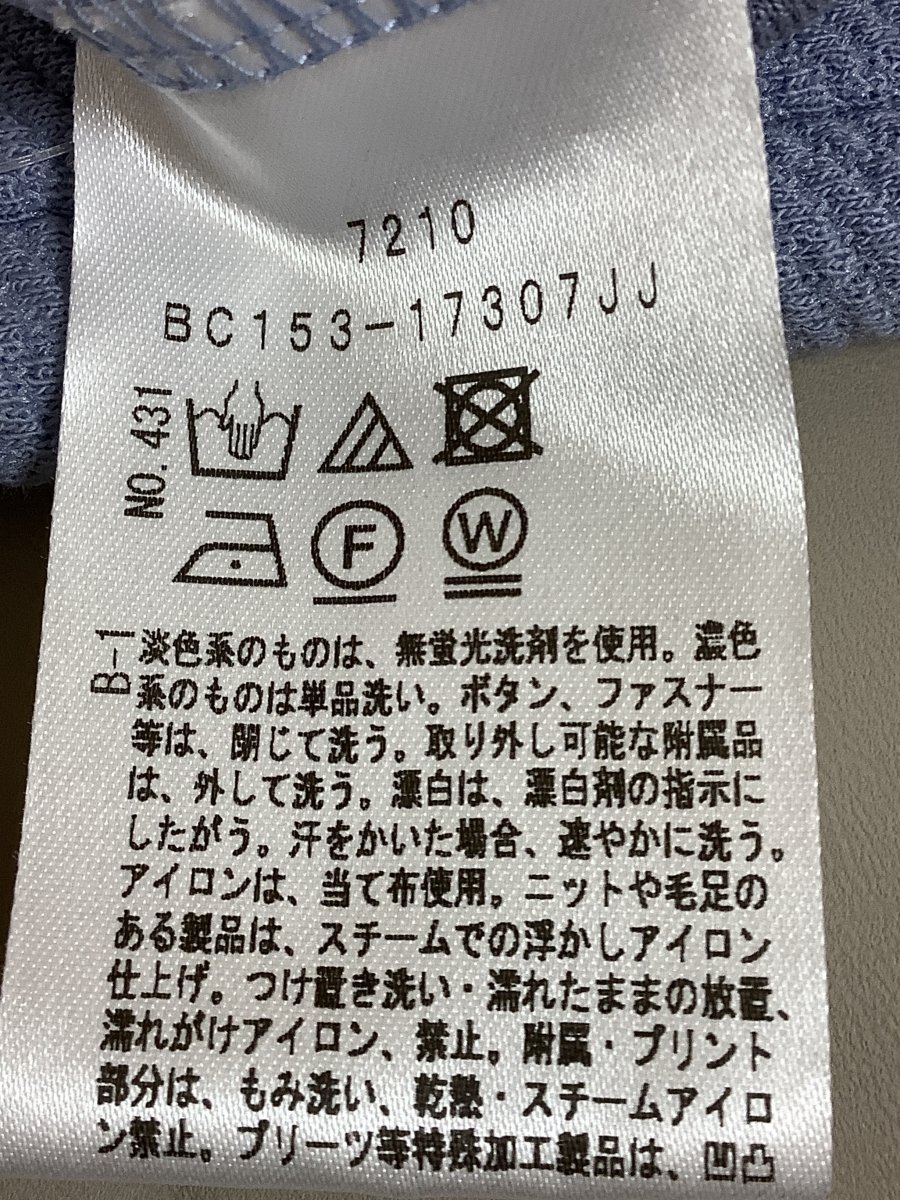 7210
BC153-17307JJ
NO.431
F
W
B-1
淡色系のものは、無蛍光洗剤を使用。濃色
系のものは単品洗い。ボタン、ファスナー
等は、閉じて洗う。取り外し可能な附属品
は、外して洗う。漂白は、漂白剤の指示に
したがう。汗をかいた場合、速やかに洗う。
アイロンは、当て布使用。ニットや毛足の
ある製品は、スチームでの浮かしアイロン
仕上げ。つけ置き洗い・濡れたままの放置、
濡れがけアイロン、禁止。附属・プリント
部分は、もみ洗い、乾熱・スチームアイロ
ン禁止。プリーツ等特殊加工製品は、凹凸